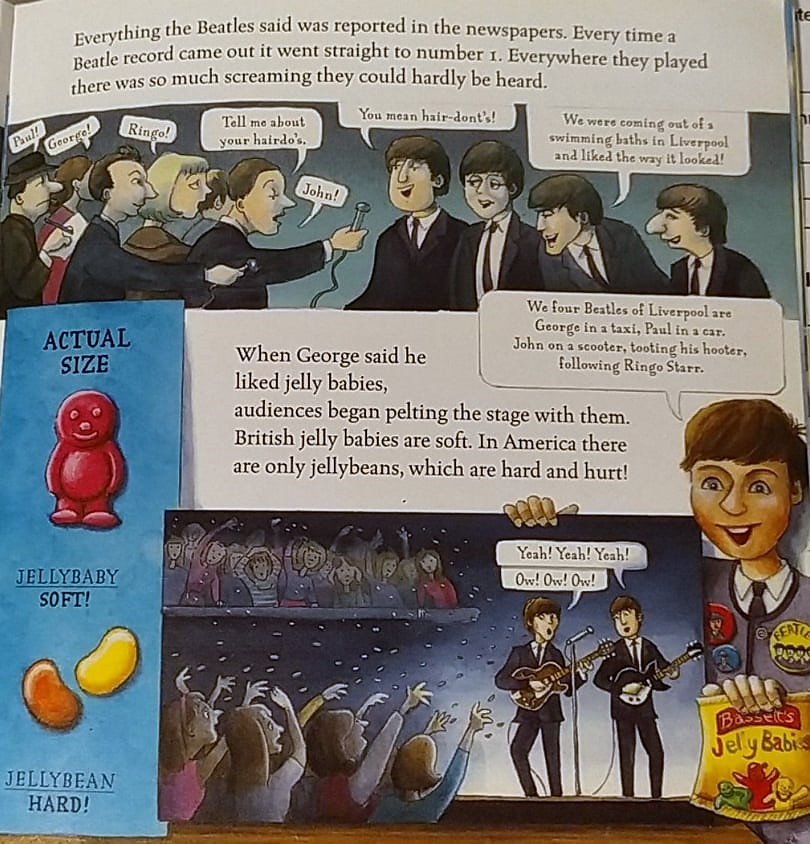 Everything the Beatles said was reported in the newspapers. Every time a
Beatle record came out it went straight to number 1. Everywhere they played
there was so much screaming they could hardly be heard.
Paul!
George!
Ringo!
Tell me about
your hairdo's.
John!
You mean hair-dont's!
We were coming out of a
swimming baths in Liverpool
and liked the way it looked!
We four Beatles of Liverpool are
George in a taxi, Paul in a car.
John on a scooter, tooting his hooter,
following Ringo Starr.
ACTUAL
SIZE
JELLYBABY
SOFT!
JELLYBEAN
HARD!
When George said he
liked jelly babies,
audiences began pelting the stage with them.
British jelly babies are soft. In America there
are only jellybeans, which are hard and hurt!
Yeah! Yeah! Yeah!
Ow! Ow! Ow!
BEATLE
Bassett's
Jelly Babies